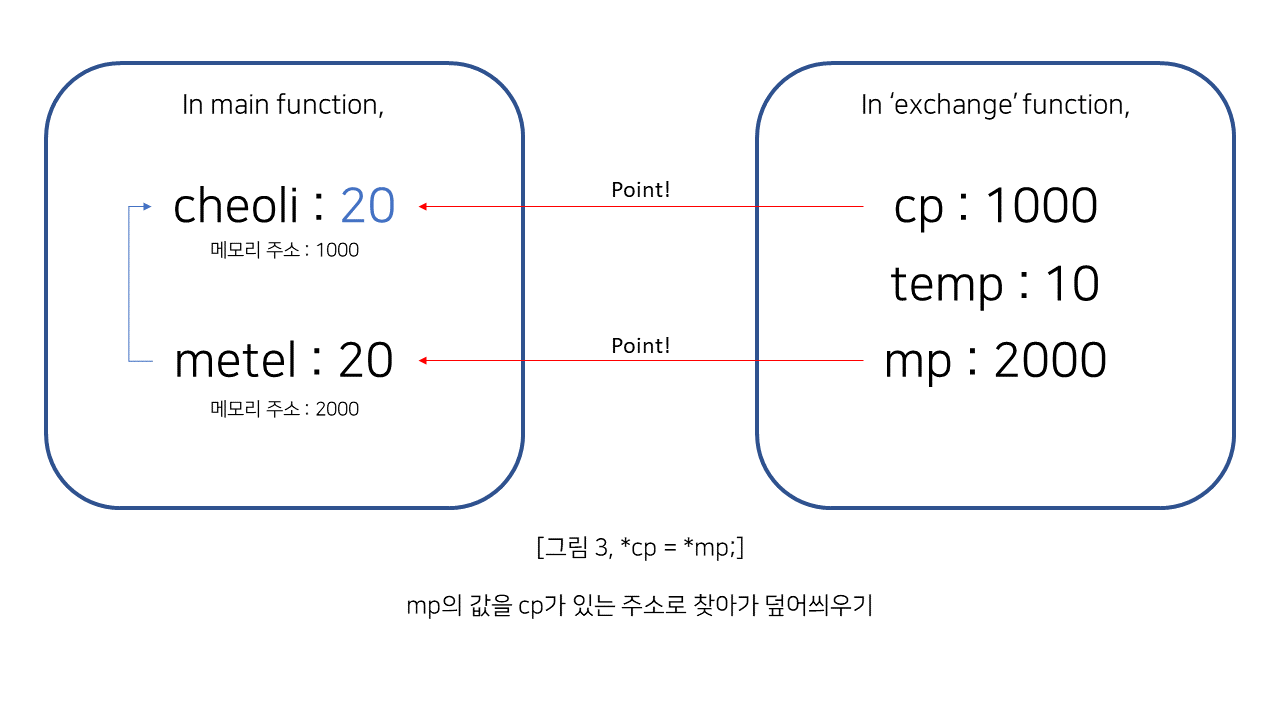 In main function,
cheoli : 20
메모리 주소 : 1000
metel : 20
메모리 주소 : 2000
Point!
Point!
In ‘exchange’ function,
cp : 1000
temp : 10
mp : 2000
[그림 3, *cp = *mp;]
mp의 값을 cp가 있는 주소로 찾아가 덮어씌우기